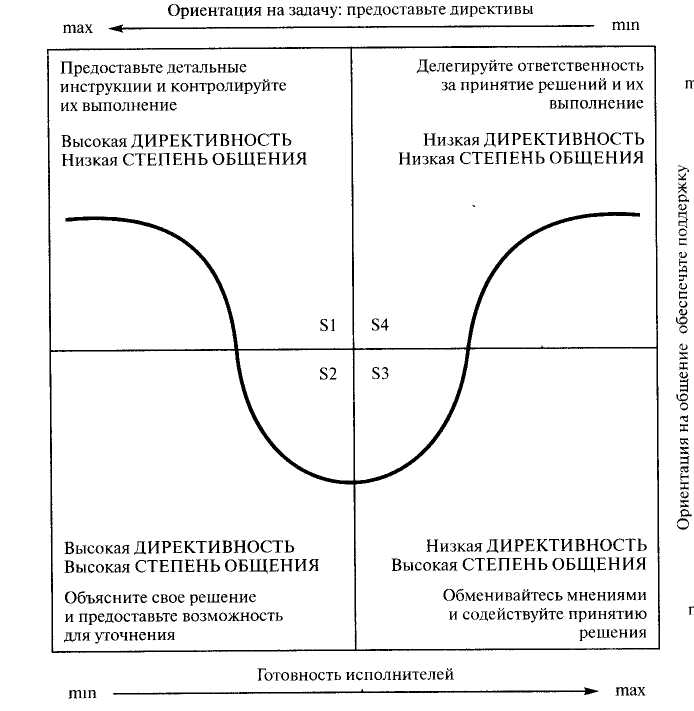 Ориентация на задачу: предоставьте директивы
max
min
Предоставьте детальные
инструкции и контролируйте
их выполнение
Высокая ДИРЕКТИВНОСТЬ
Низкая СТЕПЕНЬ ОБЩЕНИЯ
Делегируйте ответственность
за принятие решений и их
выполнение
Низкая ДИРЕКТИВНОСТЬ
Низкая СТЕПЕНЬ ОБЩЕНИЯ
S1
S4
S2
S3
Высокая ДИРЕКТИВНОСТЬ
Высокая СТЕПЕНЬ ОБЩЕНИЯ
Объясните свое решение
и предоставьте возможность
для уточнения
Низкая ДИРЕКТИВНОСТЬ
Высокая СТЕПЕНЬ ОБЩЕНИЯ
Обменивайтесь мнениями
и содействуйте принятию
решения
Ориентация на общение обеспечьте поддержку
Готовность исполнителей
min
max